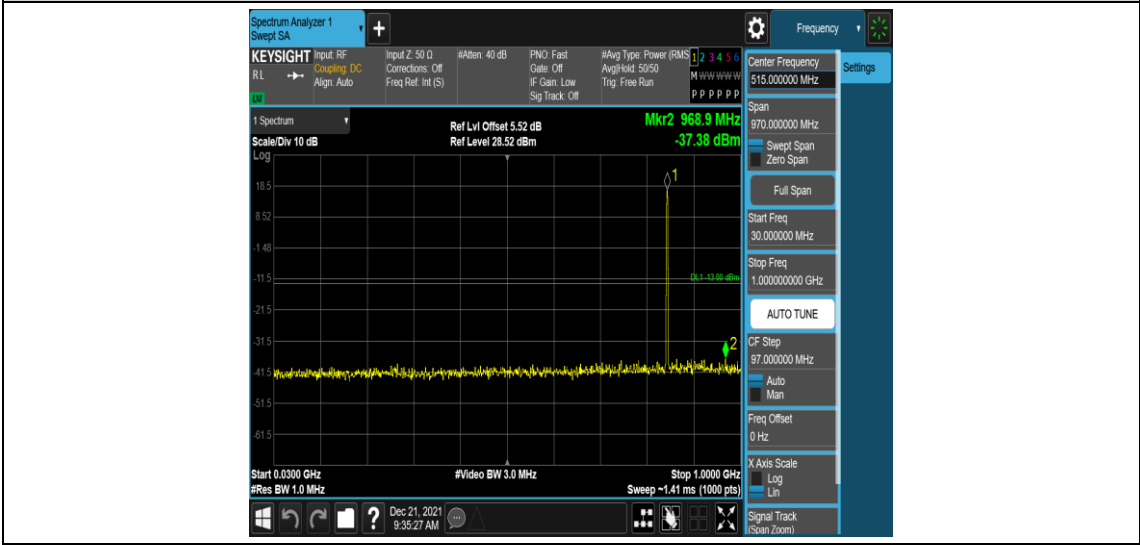 Spectrum Analyzer 1
Swept SA
+
Frequency
KEYSIGHT
RL
LXI
Input: RF
Coupling: DC
Align: Auto
Input Z: 50 Ω
Corrections: Off
Freq Ref: Int (S)
#Atten: 40 dB
PNO: Fast
Gate: Off
IF Gain: Low
Sig Track: Off
#Avg Type: Power (RMS
Avg|Hold: 50/50
Trig: Free Run
1 2 3 4 5 6
M W W W W W
P P P P P P
1 Spectrum
Scale/Div 10 dB
Log
Ref Lvl Offset 5.52 dB
Ref Level 28.52 dBm
Mkr2 968.9 MHz
-37.38 dBm
18.5
8.52
-1.48
-11.5
-21.5
-31.5
-41.5
-51.5
-61.5
1
DL1 -13.00 dBm
2
Start 0.0300 GHz
#Res BW 1.0 MHz
#Video BW 3.0 MHz
Stop 1.0000 GHz
Sweep ~1.41 ms (1000 pts)
?
Dec 21, 2021
9:35:27 AM
Center Frequency
515.000000 MHz
Span
970.000000 MHz
Swept Span
Zero Span
Full Span
Start Freq
30.000000 MHz
Stop Freq
1.000000000 GHz
AUTO TUNE
CF Step
97.000000 MHz
Auto
Man
Freq Offset
0 Hz
X Axis Scale
Log
Lin
Signal Track
(Span Zoom)
Settings